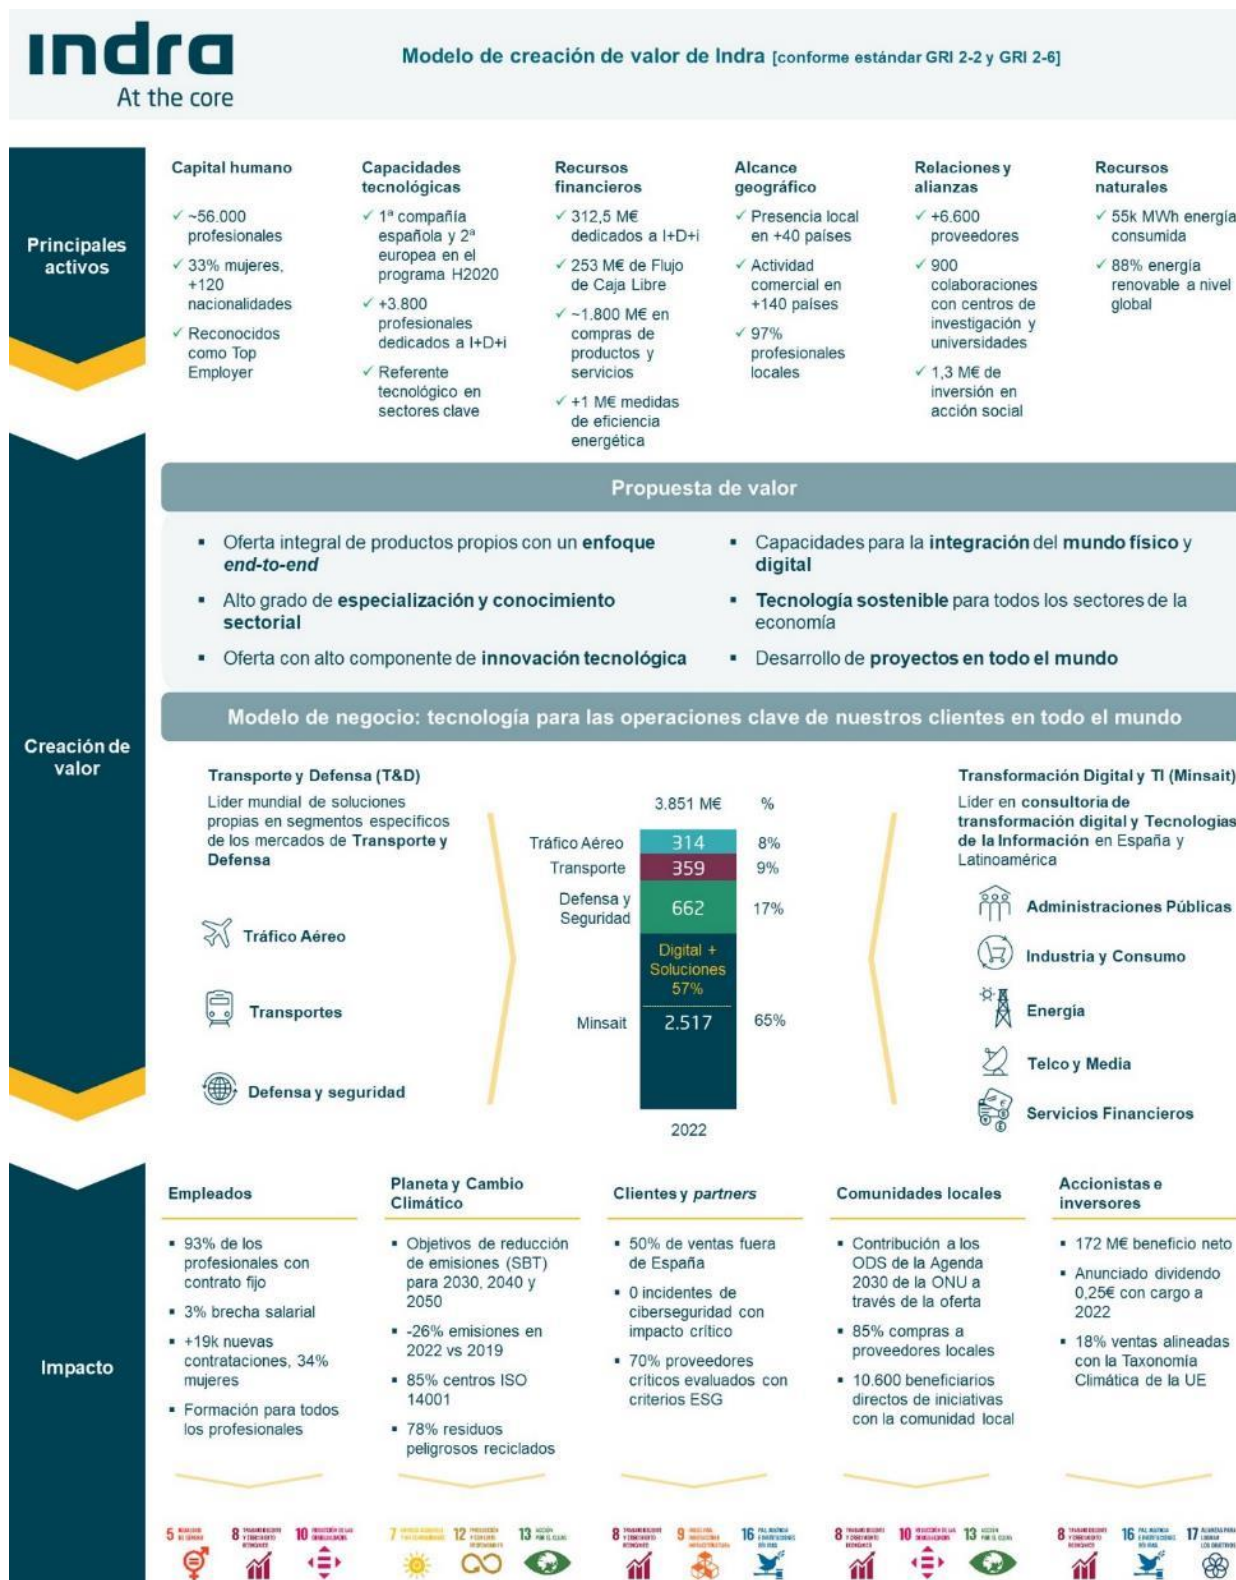 indra
At the core
Modelo de creación de valor de Indra [conforme estándar GRI 2-2 y GRI 2-6]
Principales
activos
Capital humano
✓ ~56.000
profesionales
✓ 33% mujeres,
+120
nacionalidades
✓ Reconocidos
como Top
Employer
Capacidades
tecnológicas
✓ 1ª compañía
española y 2ª
europea en el
programa H2020
✓ +3.800
profesionales
dedicados a I+D+i
✓ Referente
tecnológico en
sectores clave
Recursos
financieros
✓ 312,5 M€
dedicados a I+D+i
✓ 253 M€ de Flujo
de Caja Libre
✓ ~1.800 M€ en
compras de
productos y
servicios
✓ +1 M€ medidas
de eficiencia
energética
Alcance
geográfico
✓ Presencia local
en +40 países
✓ Actividad
comercial en
+140 países
✓ 97%
profesionales
locales
Relaciones y
alianzas
✓ +6.600
proveedores
✓ 900
colaboraciones
con centros de
investigación y
universidades
✓ 1,3 M€ de
inversión en
acción social
Recursos
naturales
✓ 55k MWh energía
consumida
✓ 88% energía
renovable a nivel
global
Creación de
valor
Propuesta de valor
▪ Oferta integral de productos propios con un enfoque
end-to-end
▪ Alto grado de especialización y conocimiento
sectorial
▪ Oferta con alto componente de innovación tecnológica
▪ Capacidades para la integración del mundo físico y
digital
▪ Tecnología sostenible para todos los sectores de la
economía
▪ Desarrollo de proyectos en todo el mundo
Modelo de negocio: tecnología para las operaciones clave de nuestros clientes en todo el mundo
Transporte y Defensa (T&D)
Lider mundial de soluciones
propias en segmentos específicos
de los mercados de Transporte y
Defensa
Tráfico Aéreo
Transportes
Defensa y seguridad
3.851 M€ %
Tráfico Aéreo 314 8%
Transporte 359 9%
Defensa y
Seguridad 662 17%
Digital +
Soluciones
57%
Minsait 2.517 65%
2022
Transformación Digital y TI (Minsait)
Lider en consultoria de
transformación digital y Tecnologías
de la Información en España y
Latinoamérica
Administraciones Públicas
Industria y Consumo
Energía
Telco y Media
Servicios Financieros
Impacto
Empleados
▪ 93% de los
profesionales con
contrato fijo
▪ 3% brecha salarial
▪ +19k nuevas
contrataciones, 34%
mujeres
▪ Formación para todos
los profesionales
Planeta y Cambio
Climático
▪ Objetivos de reducción
de emisiones (SBT)
para 2030, 2040 y
2050
▪ -26% emisiones en
2022 vs 2019
▪ 85% centros ISO
14001
▪ 78% residuos
peligrosos reciclados
Clientes y partners
▪ 50% de ventas fuera
de España
▪ 0 incidentes de
ciberseguridad con
impacto crítico
▪ 70% proveedores
críticos evaluados con
criterios ESG
Comunidades locales
▪ Contribución a los
ODS de la Agenda
2030 de la ONU a
través de la oferta
▪ 85% compras a
proveedores locales
▪ 10.600 beneficiarios
directos de iniciativas
con la comunidad local
Accionistas e
inversores
▪ 172 M€ beneficio neto
▪ Anunciado dividendo
0,25€ con cargo a
2022
▪ 18% ventas alineadas
con la Taxonomía
Climática de la UE
5 8 10 7 12 13 8 9 16 8 10 13 8 16 17